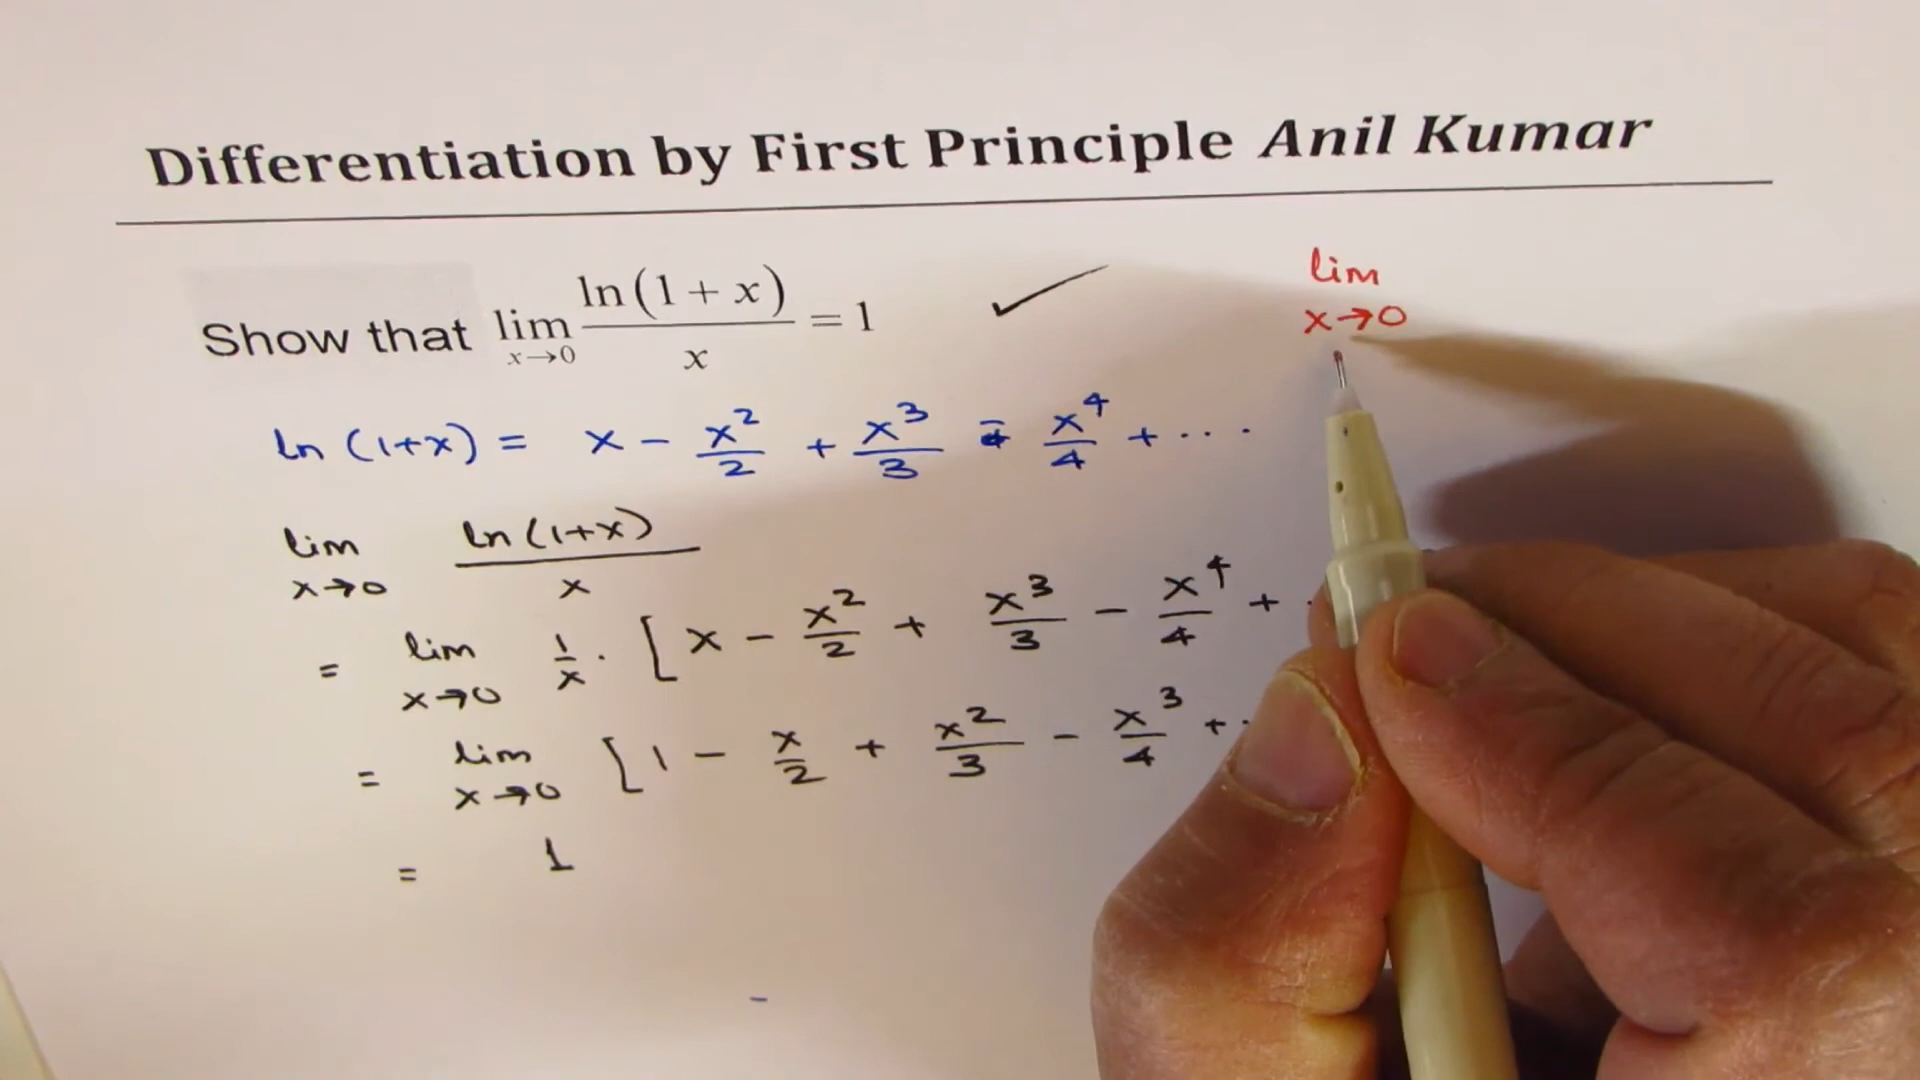 Differentiation by First Principle Anil Kumar
Show that lim x→0 ln(1 + x) / x = 1
lim x→0
ln (1+x) = x - x²/2 + x³/3 - x⁴/4 + ...
lim x→0 ln (1+x) / x
= lim x→0 1/x · [ x - x²/2 + x³/3 - x⁴/4 + ·
= lim x→0 [ 1 - x/2 + x²/3 - x³/4 + ·
= 1